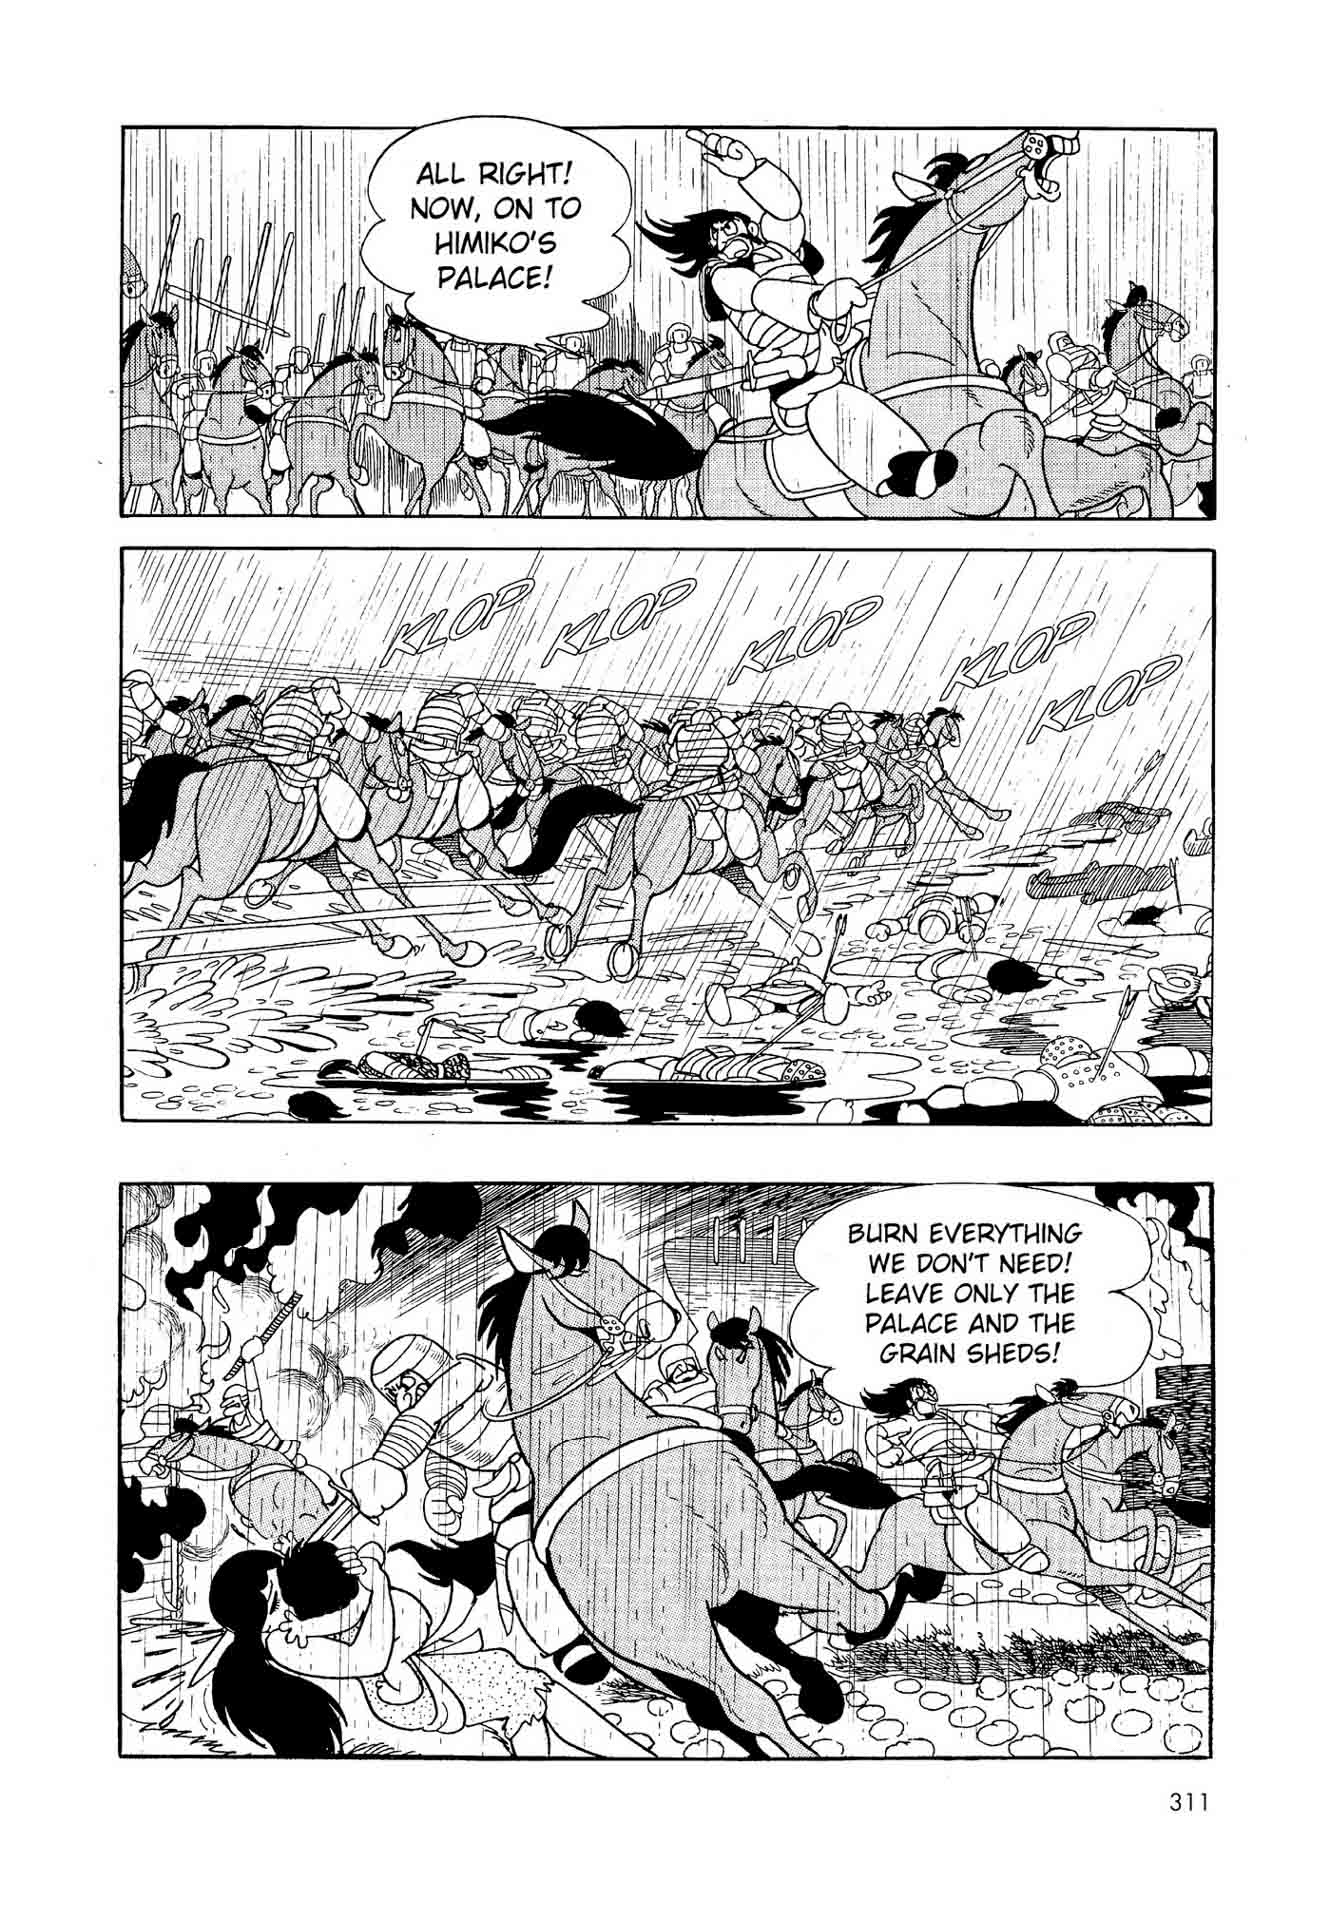 ALL RIGHT!
NOW, ON TO
HIMIKO'S
PALACE!
KLOP
KLOP
KLOP
KLOP
KLOP
BURN EVERYTHING
WE DON'T NEED!
LEAVE ONLY THE
PALACE AND THE
GRAIN SHEDS!
311